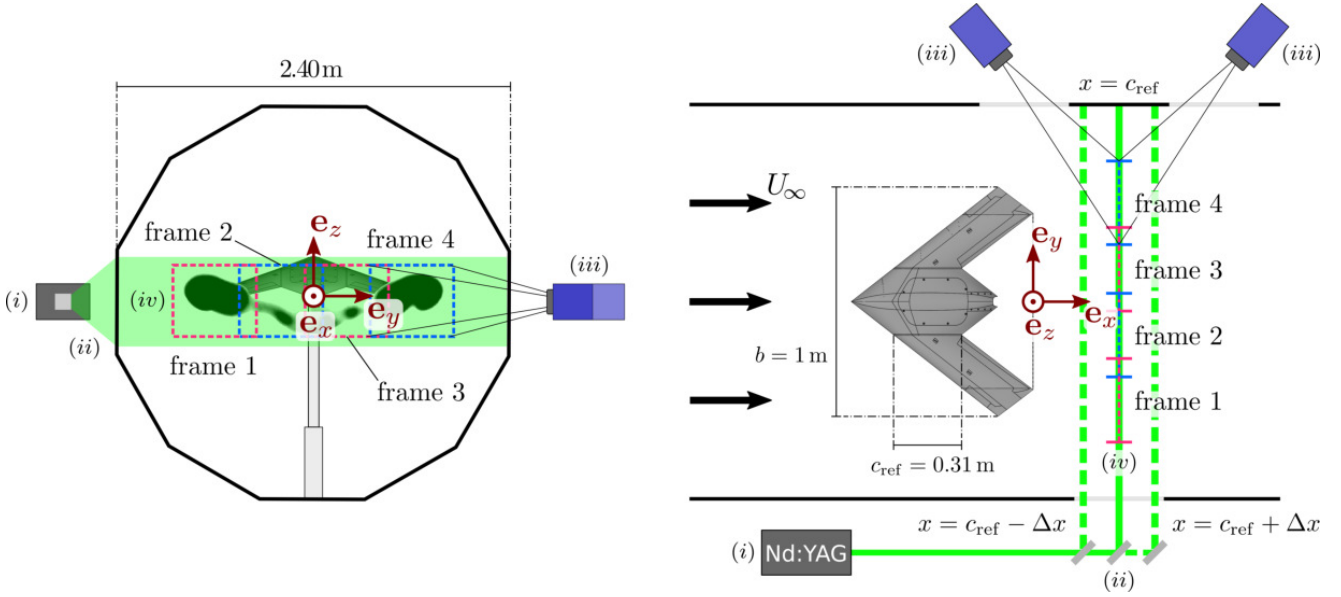 2.40 m
frame 2
e_z
frame 4
(iii)
(i)
(iv)
e_y
e_x
(ii)
frame 1
frame 3
(iii)
(iii)
x = c_ref
U_∞
frame 4
e_y
frame 3
e_x
e_z
b = 1 m
frame 2
frame 1
c_ref = 0.31 m
(iv)
x = c_ref − Δx
x = c_ref + Δx
(i)
Nd:YAG
(ii)